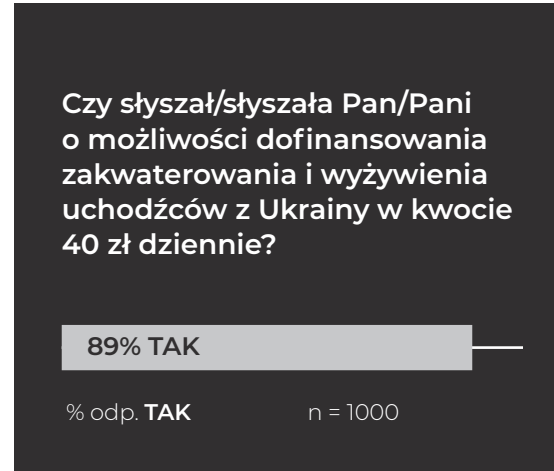 Czy słyszał/słyszała Pan/Pani
o możliwości dofinansowania
zakwaterowania i wyżywienia
uchodźców z Ukrainy w kwocie
40 zł dziennie?
89% TAK
% odp. TAK n = 1000